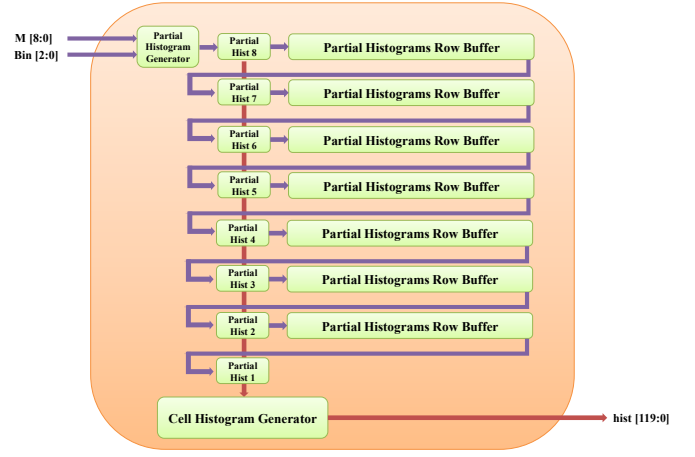 M [8:0]
Bin [2:0]
Partial
Histogram
Generator
Partial
Hist 8
Partial Histograms Row Buffer
Partial
Hist 7
Partial Histograms Row Buffer
Partial
Hist 6
Partial Histograms Row Buffer
Partial
Hist 5
Partial Histograms Row Buffer
Partial
Hist 4
Partial Histograms Row Buffer
Partial
Hist 3
Partial Histograms Row Buffer
Partial
Hist 2
Partial Histograms Row Buffer
Partial
Hist 1
Cell Histogram Generator
hist [119:0]